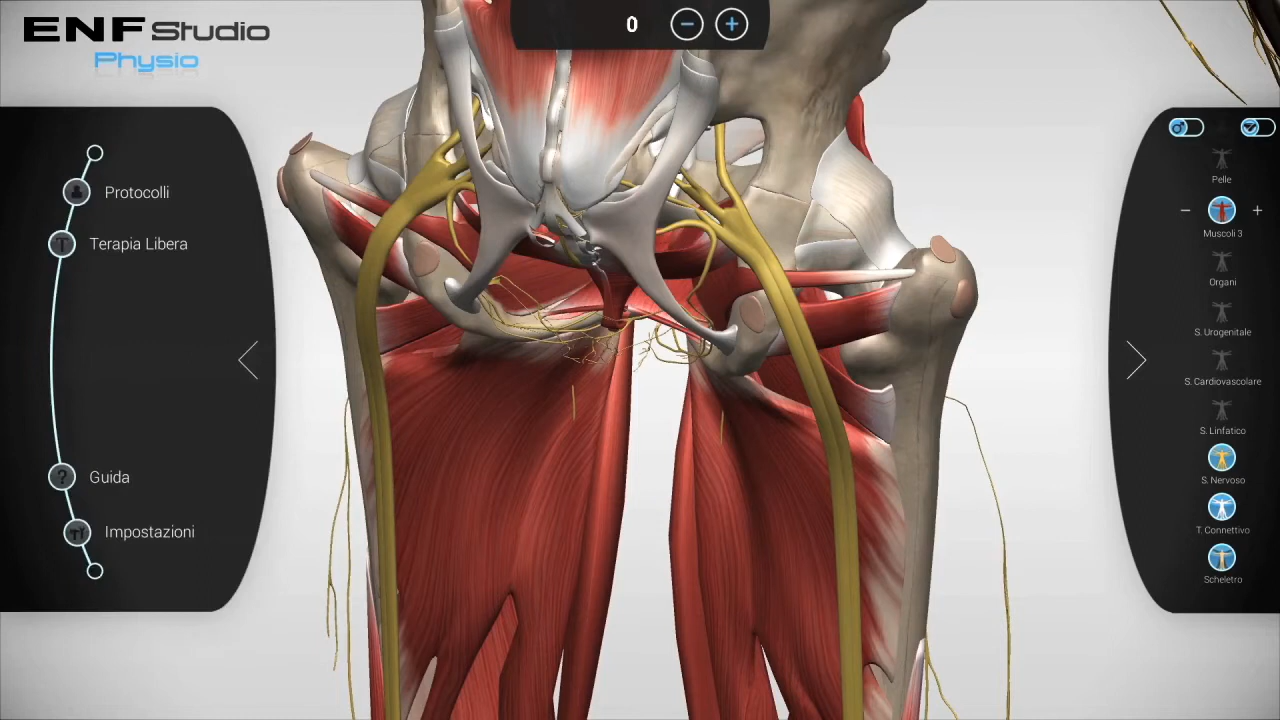 ENF Studio
Physio
0
Protocolli
Terapia Libera
Guida
Impostazioni
Pelle
Muscoli 3
Organi
S. Urogenitale
S. Cardiovascolare
S. Linfatico
S. Nervoso
T. Connettivo
Scheletro